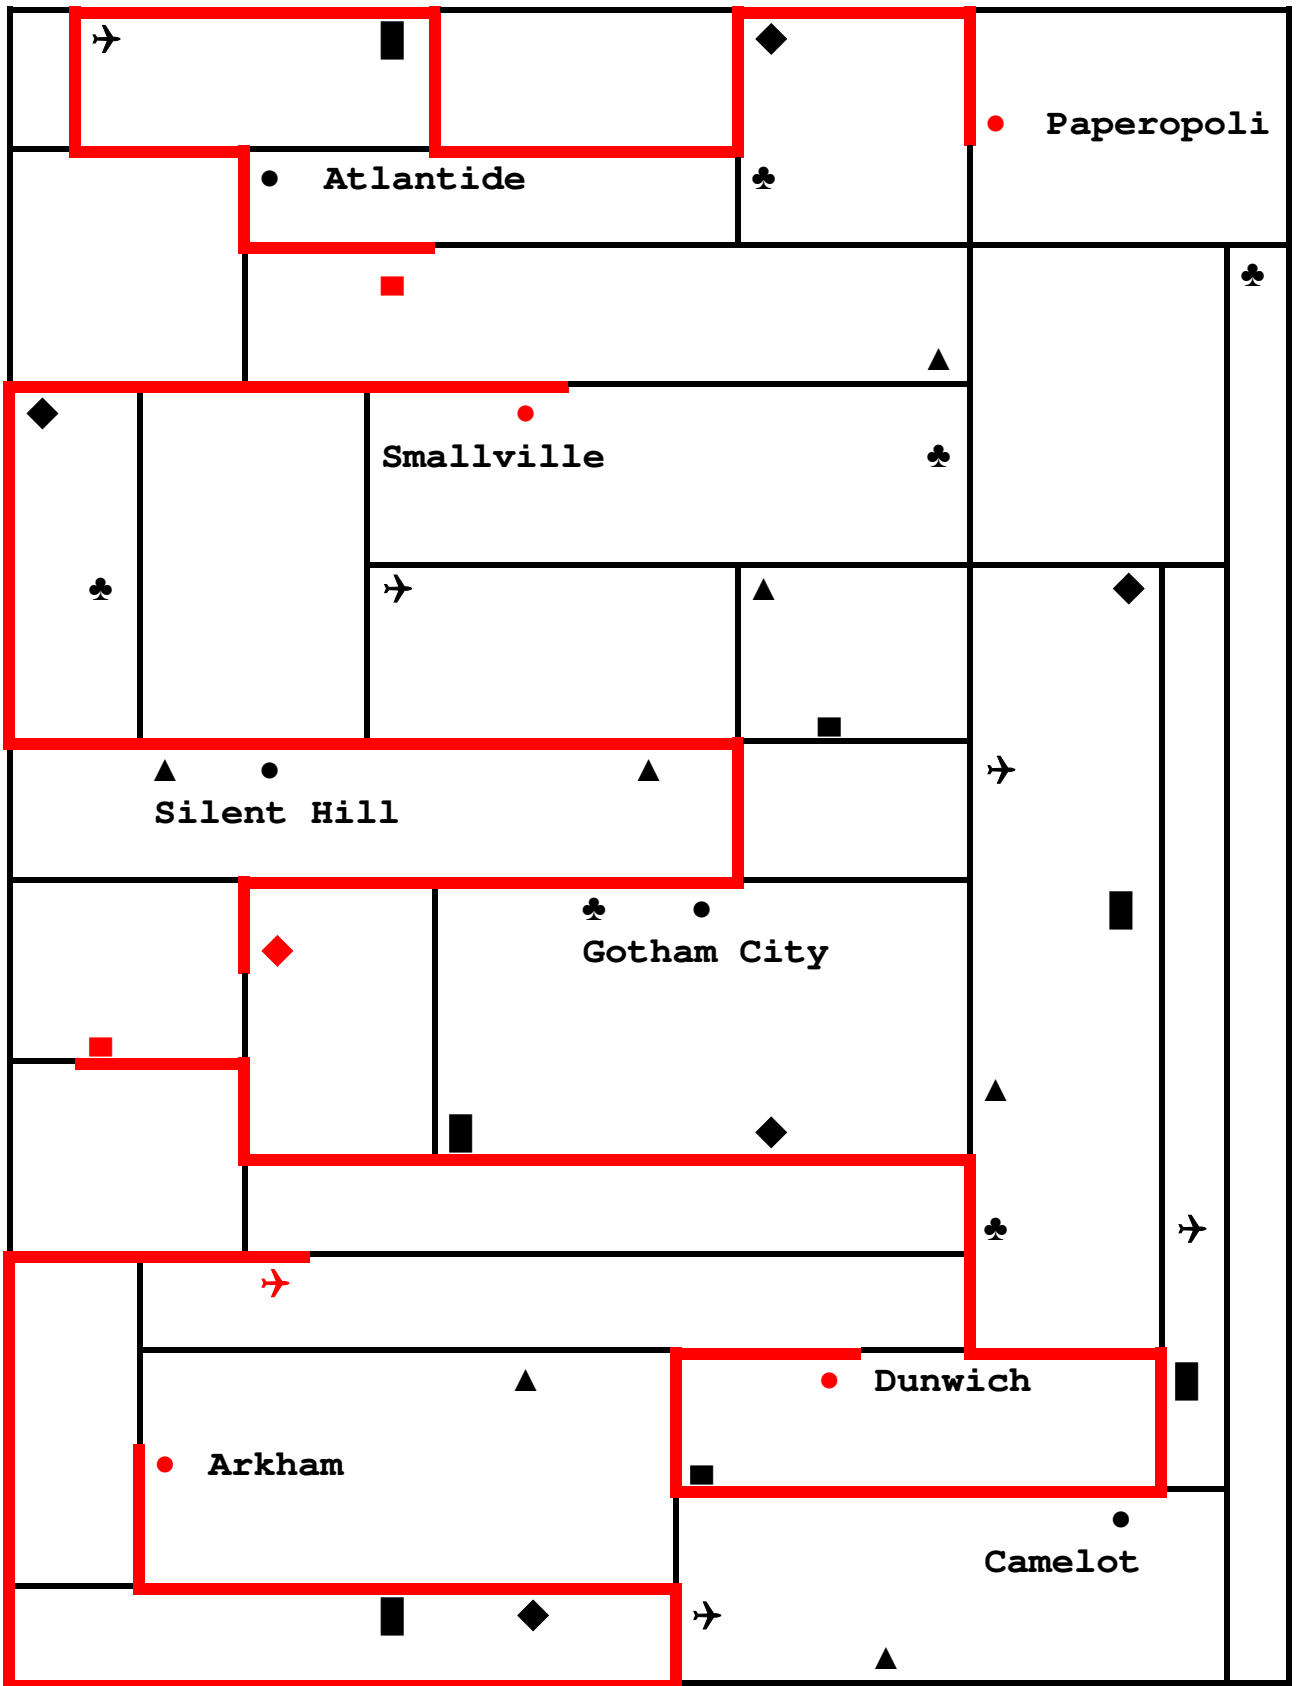 Paperopoli
Atlantide
Smallville
Silent Hill
Gotham City
Dunwich
Arkham
Camelot